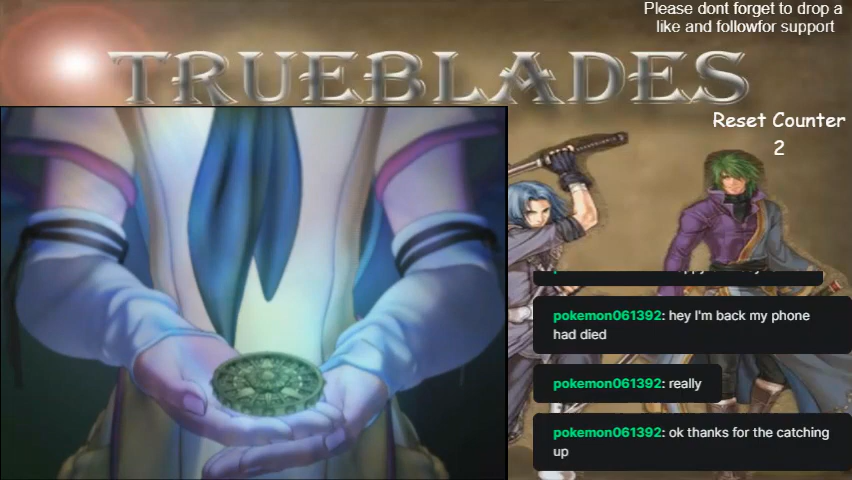 Please dont forget to drop a
like and followfor support
TRUEBLADES
Reset Counter
2
pokemon061392: hey I'm back my phone
had died
pokemon061392: really
pokemon061392: ok thanks for the catching
up